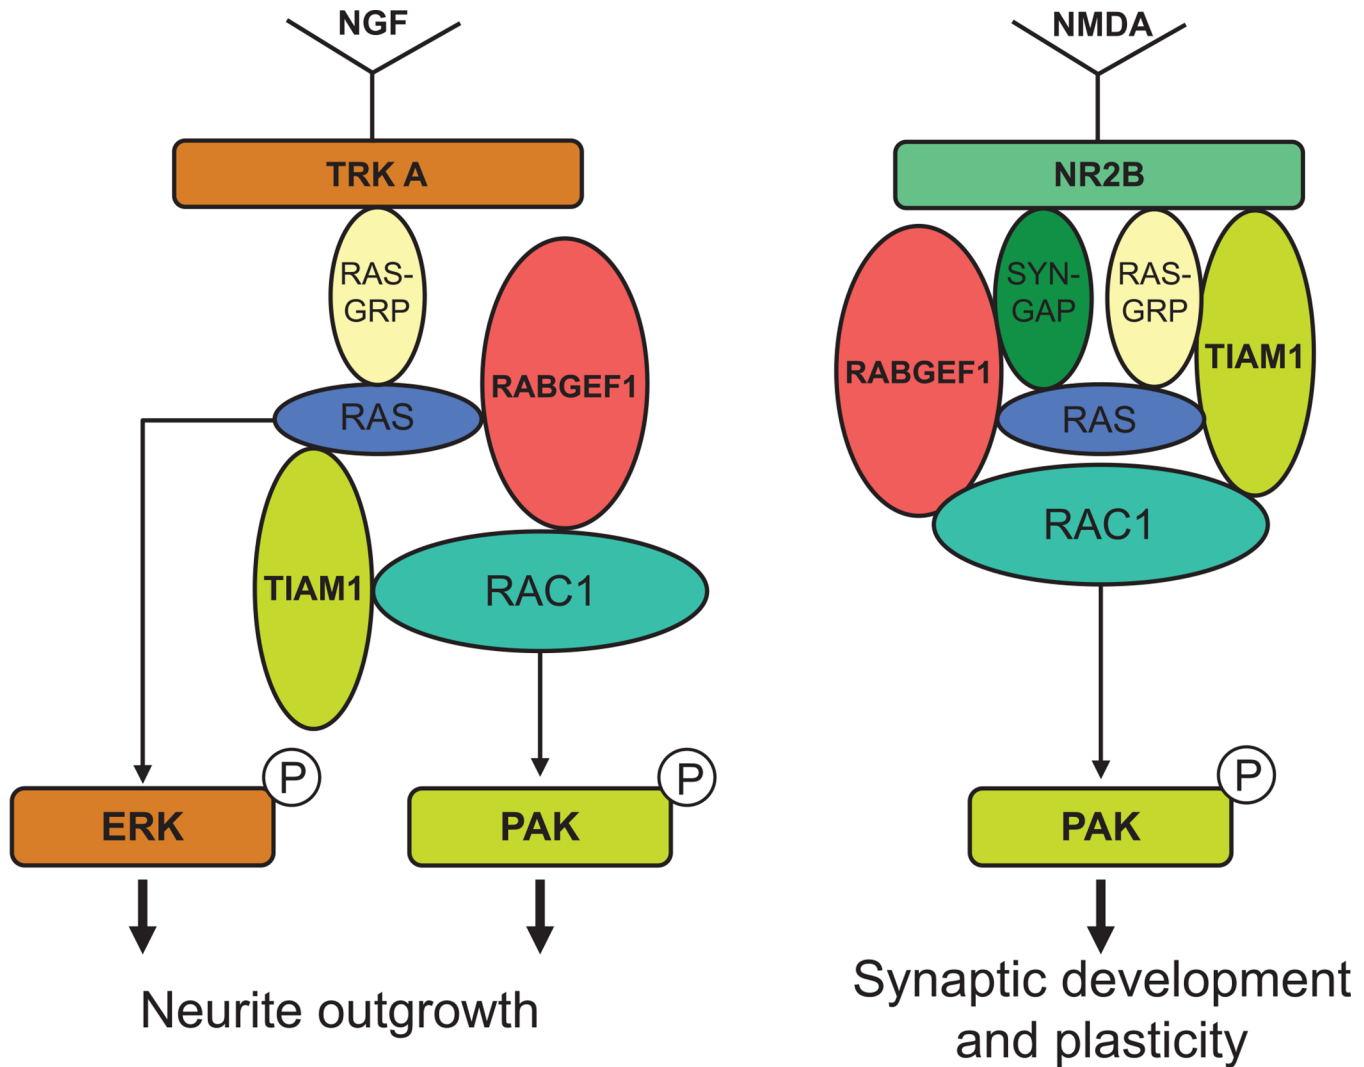 NGF
TRK A
RAS-
GRP
RABGEF1
RAS
TIAM1
RAC1
P
ERK
P
PAK
Neurite outgrowth
NMDA
NR2B
SYN-
GAP
RAS-
GRP
TIAM1
RABGEF1
RAS
RAC1
P
PAK
Synaptic development
and plasticity